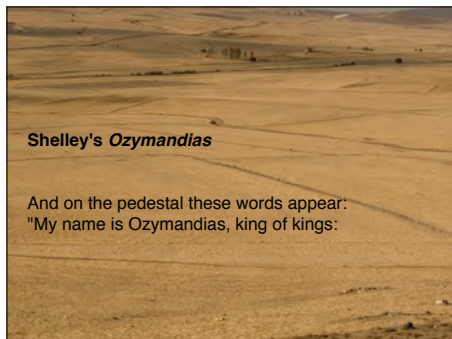 Shelley's Ozymandias
And on the pedestal these words appear:
"My name is Ozymandias, king of kings: